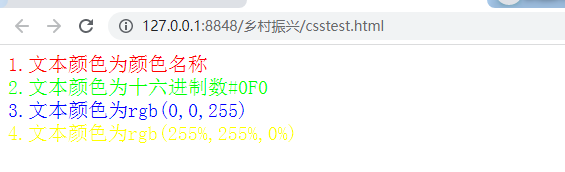 127.0.0.1:8848/乡村振兴/csstest.html
1.文本颜色为颜色名称
2.文本颜色为十六进制数#0F0
3.文本颜色为rgb(0,0,255)
4.文本颜色为rgb(255%,255%,0%)